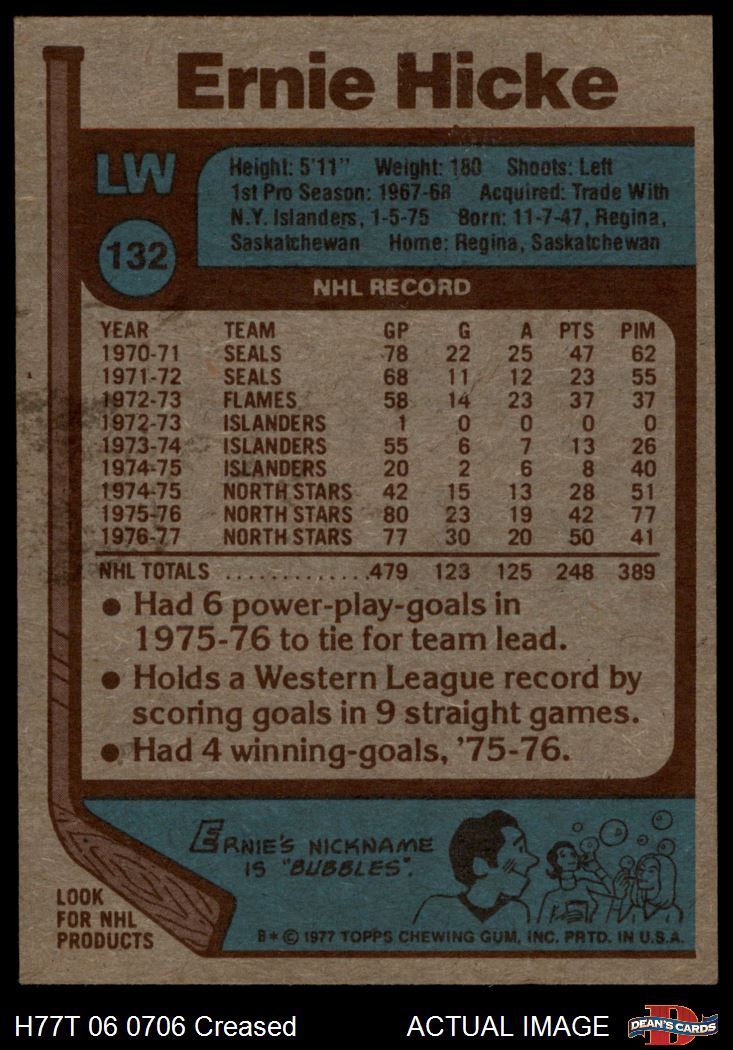 Ernie Hicke
LW
132
Height: 5'11" Weight: 180 Shoots: Left
1st Pro Season: 1967-68 Acquired: Trade With
N.Y. Islanders, 1-5-75 Born: 11-7-47, Regina,
Saskatchewan Home: Regina, Saskatchewan
NHL RECORD
YEAR TEAM GP G A PTS PIM
1970-71 SEALS 78 22 25 47 62
1971-72 SEALS 68 11 12 23 55
1972-73 FLAMES 58 14 23 37 37
1972-73 ISLANDERS 1 0 0 0 0
1973-74 ISLANDERS 55 6 7 13 26
1974-75 ISLANDERS 20 2 6 8 40
1974-75 NORTH STARS 42 15 13 28 51
1975-76 NORTH STARS 80 23 19 42 77
1976-77 NORTH STARS 77 30 20 50 41
NHL TOTALS .............479 123 125 248 389
● Had 6 power-play-goals in
1975-76 to tie for team lead.
● Holds a Western League record by
scoring goals in 9 straight games.
● Had 4 winning-goals, '75-76.
ERNIE'S NICKNAME
IS "BUBBLES".
LOOK
FOR NHL
PRODUCTS
B* © 1977 TOPPS CHEWING GUM, INC. PRTD. IN U.S.A.
H77T 06 0706 Creased ACTUAL IMAGE
D
DEAN'S CARDS